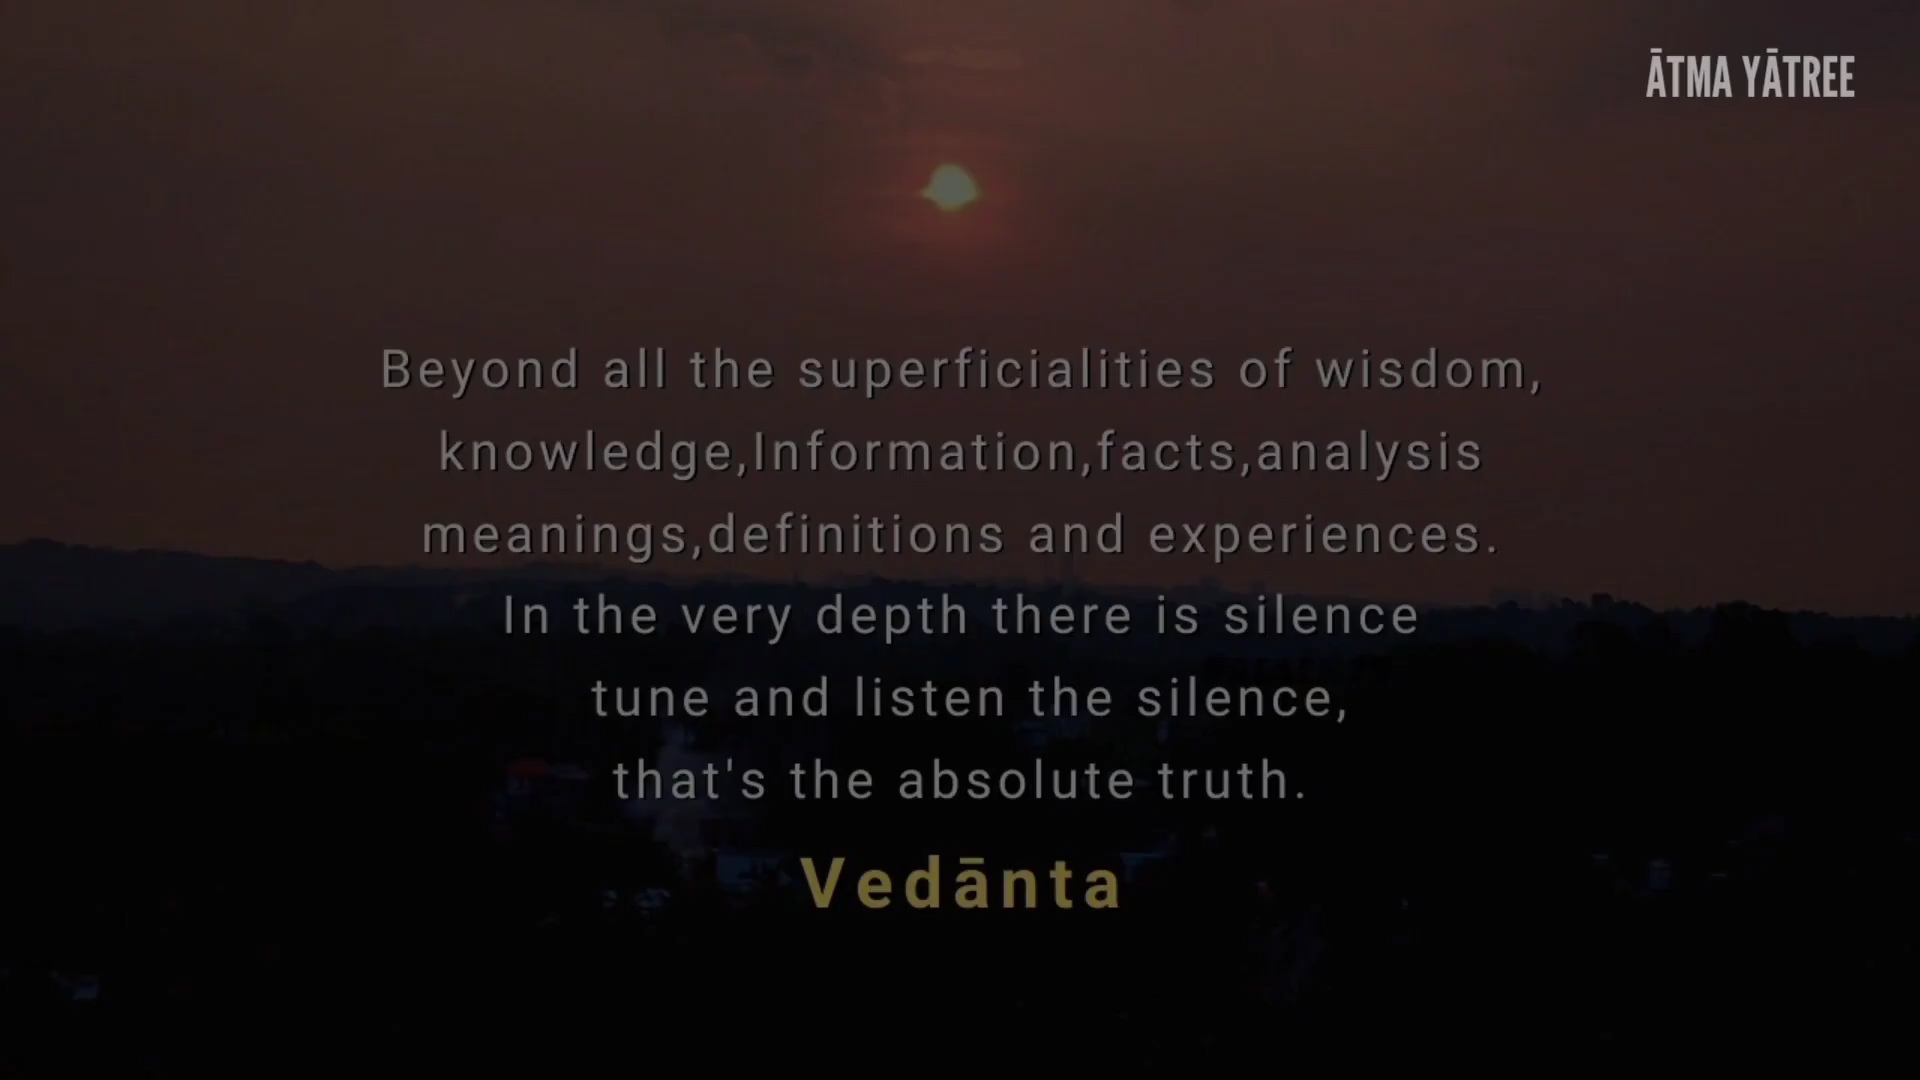 ĀTMA YĀTREE
Beyond all the superficialities of wisdom,
knowledge,Information,facts,analysis
meanings,definitions and experiences.
In the very depth there is silence
tune and listen the silence,
that's the absolute truth.
Vedānta